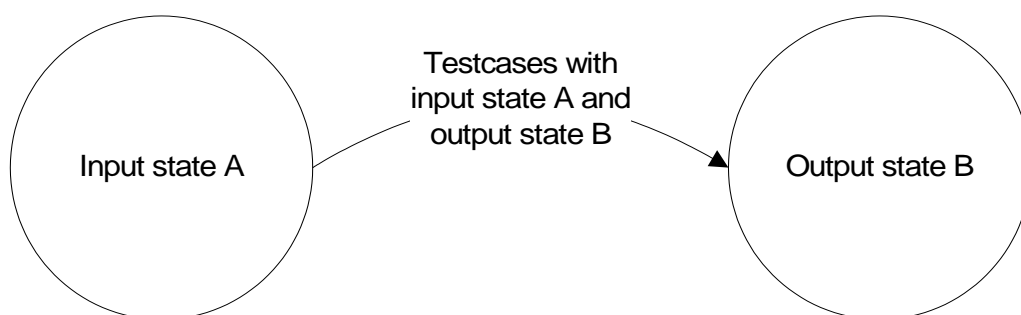 Input state A
Testcases with
input state A and
output state B
Output state B